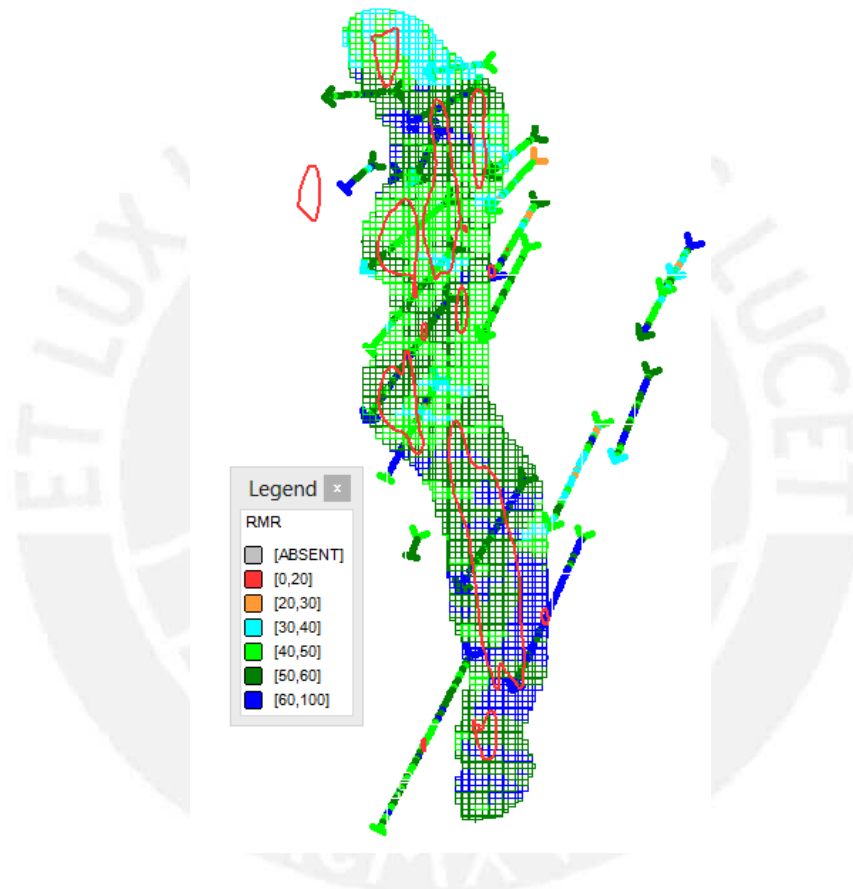 ET LUX
LUCET
Legend x
RMR
[ABSENT]
[0,20]
[20,30]
[30,40]
[40,50]
[50,60]
[60,100]